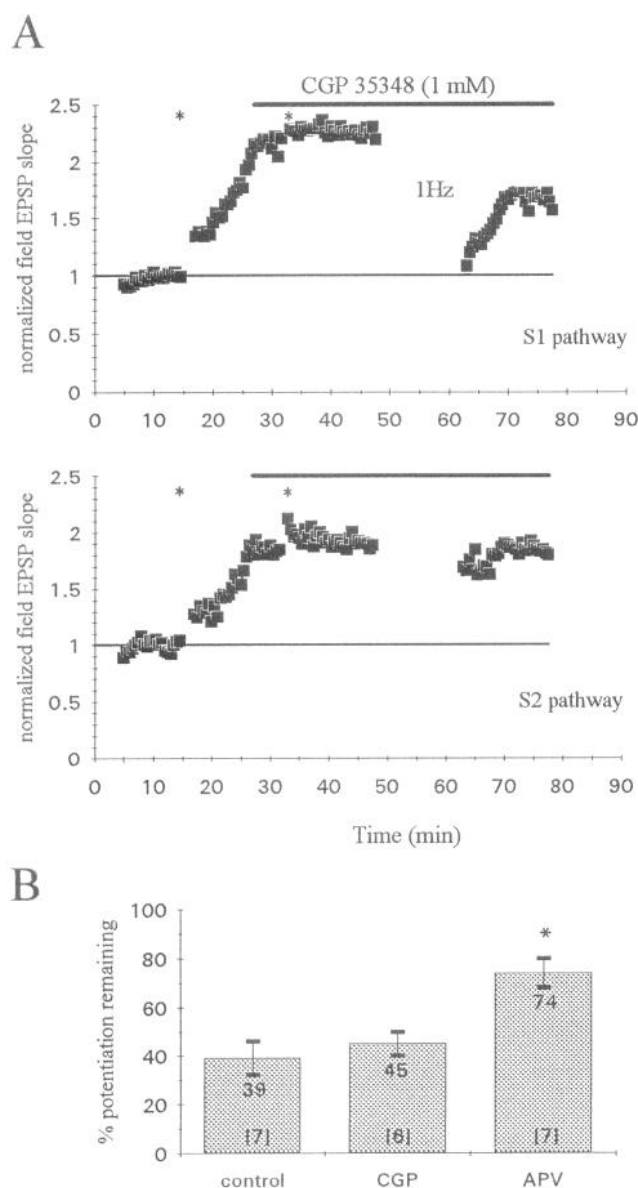 A
CGP 35348 (1 mM)
normalized field EPSP slope
2.5
2
1.5
1
0.5
0
*
*
1Hz
S1 pathway
0 10 20 30 40 50 60 70 80 90
normalized field EPSP slope
2.5
2
1.5
1
0.5
0
*
*
S2 pathway
0 10 20 30 40 50 60 70 80 90
Time (min)
B
% potentiation remaining
100
80
60
40
20
0
*
39
45
74
[7]
[6]
[7]
control CGP APV